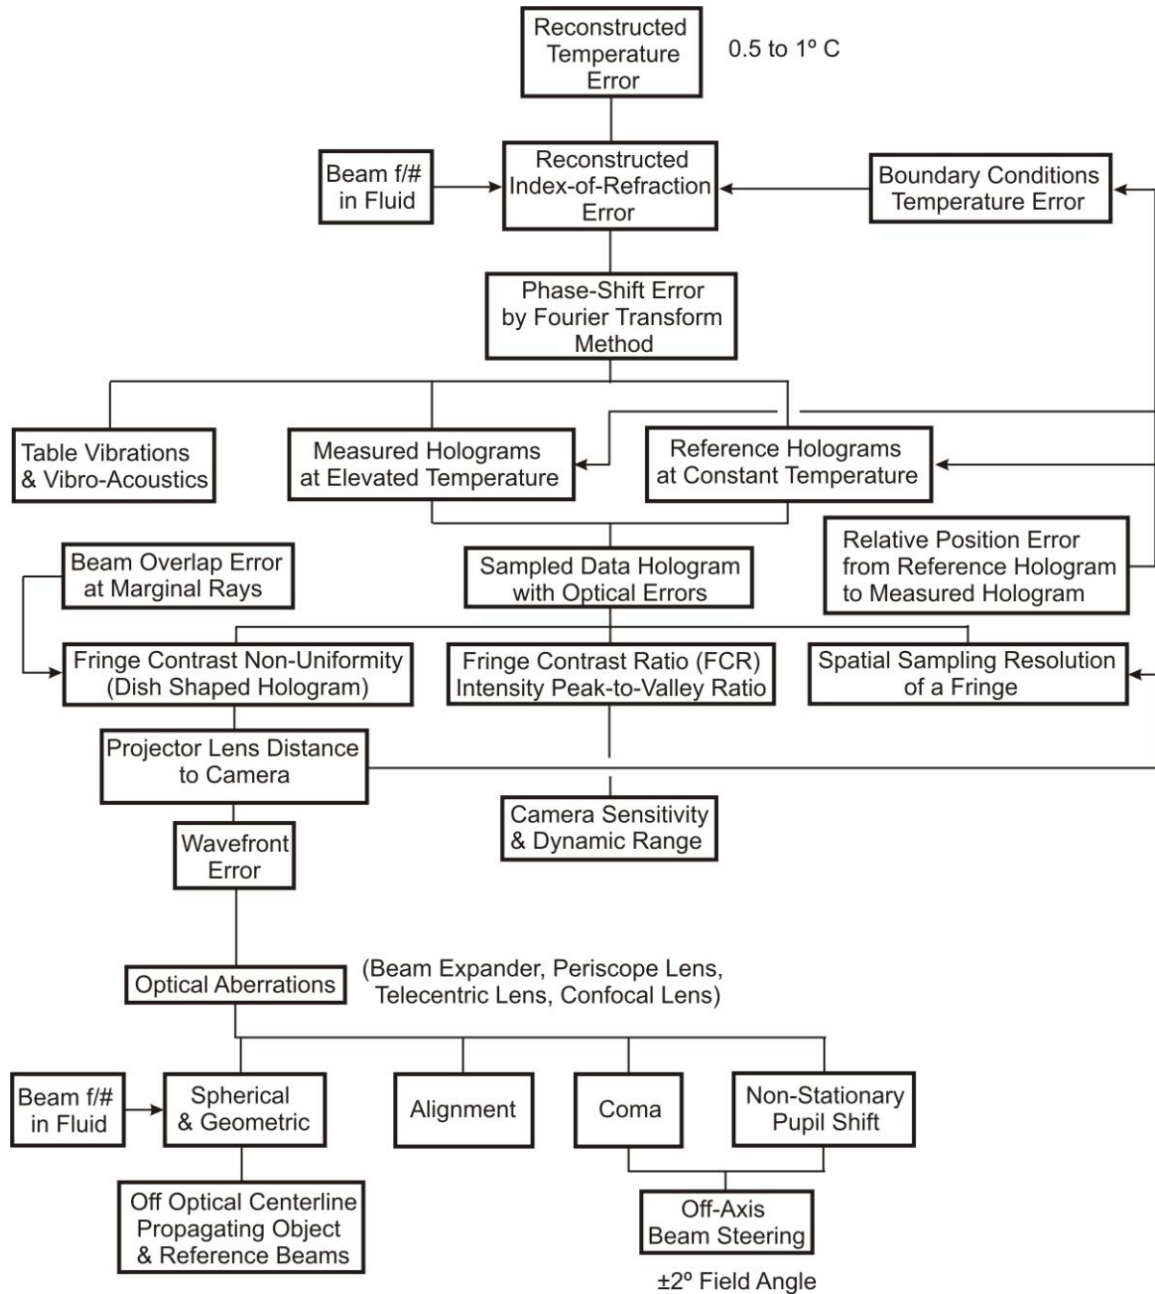 Reconstructed
Temperature
Error
0.5 to 1º C
Beam f/#
in Fluid
Reconstructed
Index-of-Refraction
Error
Boundary Conditions
Temperature Error
Phase-Shift Error
by Fourier Transform
Method
Table Vibrations
& Vibro-Acoustics
Measured Holograms
at Elevated Temperature
Reference Holograms
at Constant Temperature
Beam Overlap Error
at Marginal Rays
Sampled Data Hologram
with Optical Errors
Relative Position Error
from Reference Hologram
to Measured Hologram
Fringe Contrast Non-Uniformity
(Dish Shaped Hologram)
Fringe Contrast Ratio (FCR)
Intensity Peak-to-Valley Ratio
Spatial Sampling Resolution
of a Fringe
Projector Lens Distance
to Camera
Camera Sensitivity
& Dynamic Range
Wavefront
Error
Optical Aberrations
(Beam Expander, Periscope Lens,
Telecentric Lens, Confocal Lens)
Beam f/#
in Fluid
Spherical
& Geometric
Alignment
Coma
Non-Stationary
Pupil Shift
Off Optical Centerline
Propagating Object
& Reference Beams
Off-Axis
Beam Steering
±2º Field Angle